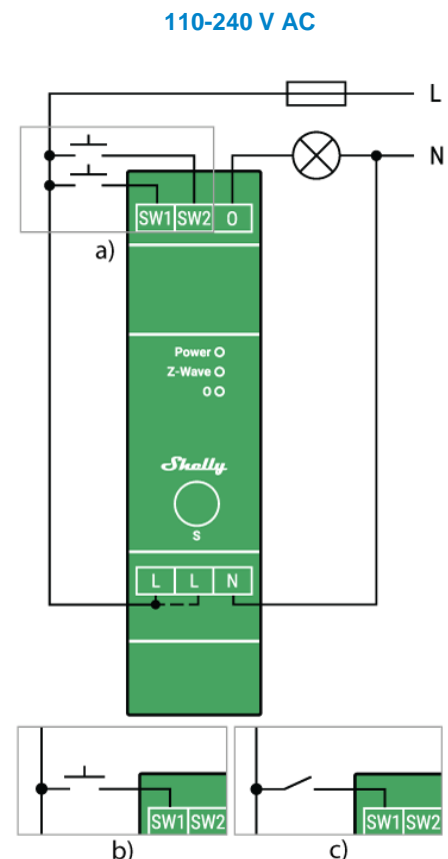 110-240 V AC
L
N
SW1 SW2 O
a)
Power
Z-Wave
O
Shelly
S
L L N
SW1 SW2
SW1 SW2
b)
c)